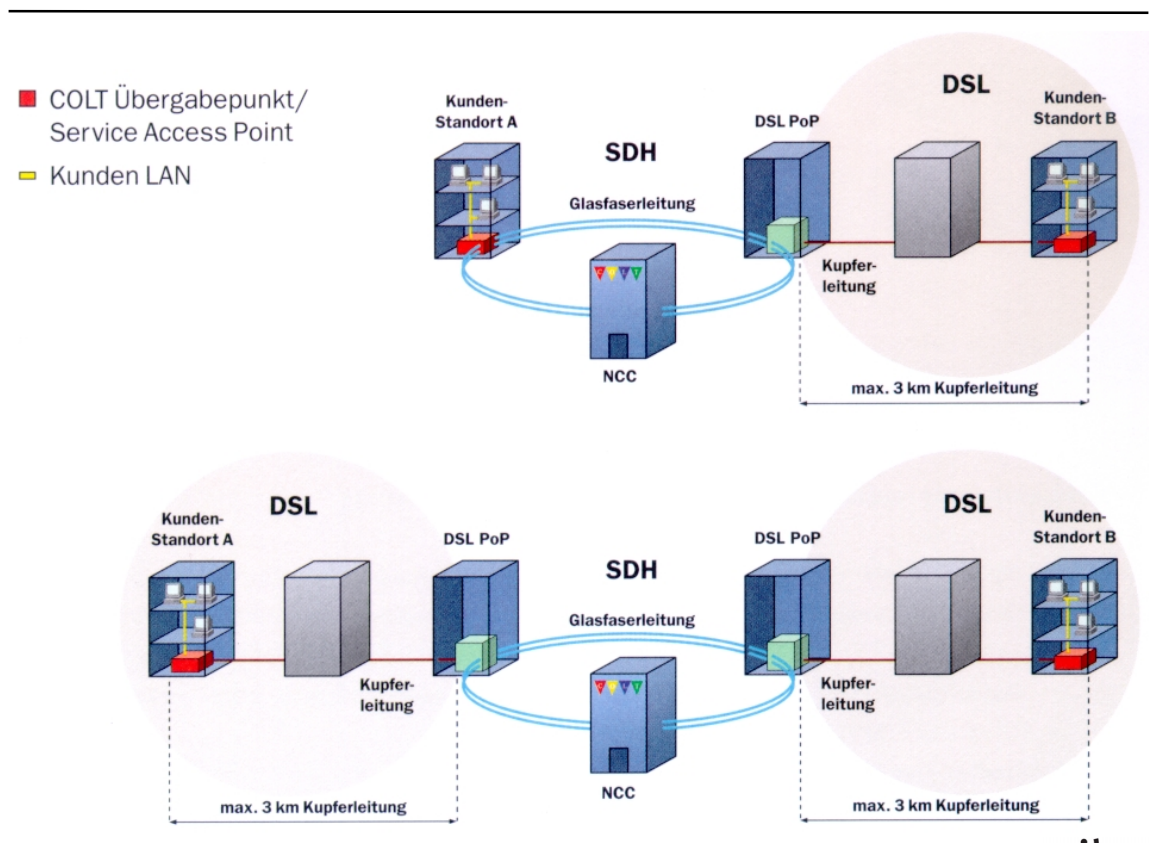 COLT Übergabepunkt/
Service Access Point
Kunden LAN
Kunden-
Standort A
SDH
Glasfaserleitung
NCC
DSL PoP
DSL
Kunden-
Standort B
Kupfer-
leitung
max. 3 km Kupferleitung
C O L T
DSL
Kunden-
Standort A
DSL PoP
Kupfer-
leitung
max. 3 km Kupferleitung
SDH
Glasfaserleitung
C O L T
NCC
DSL PoP
DSL
Kunden-
Standort B
Kupfer-
leitung
max. 3 km Kupferleitung